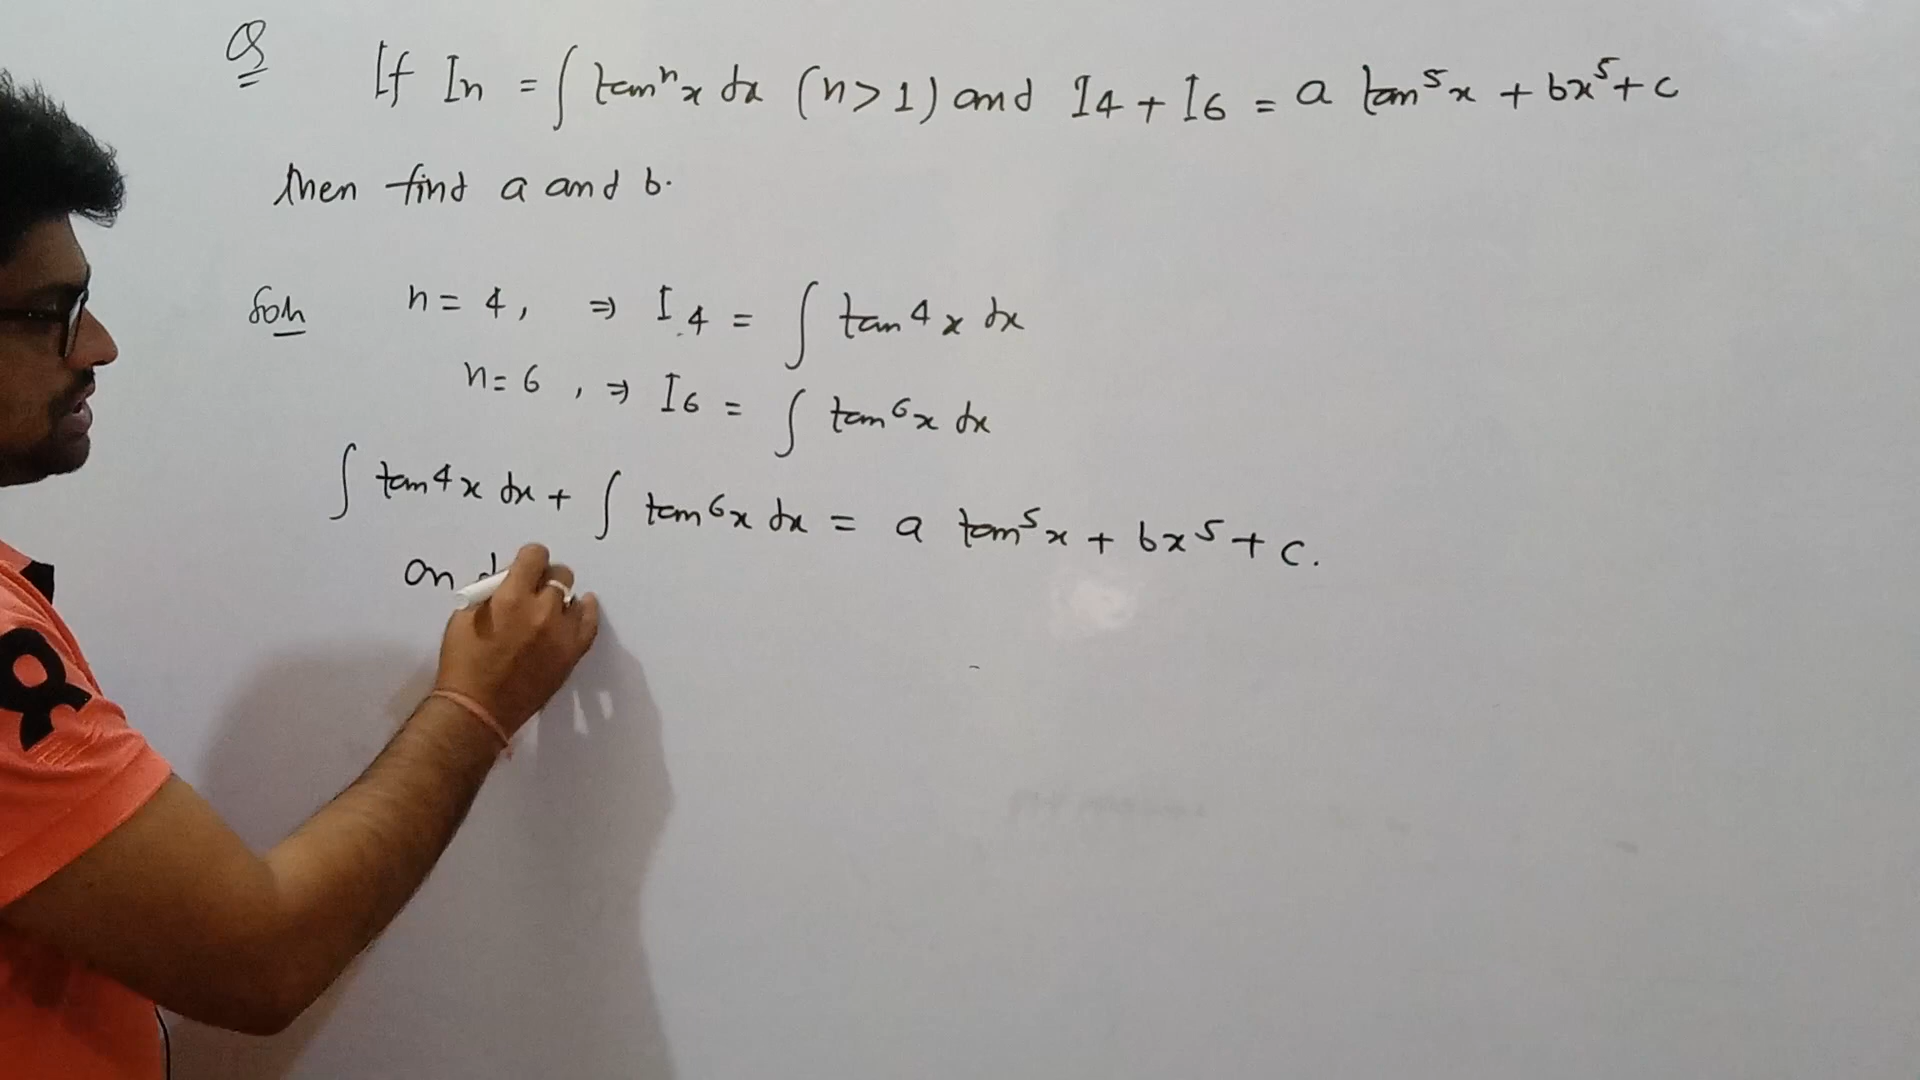 Q If In = ∫ tanⁿx dx (n>1) and I4 + I6 = a tan⁵x + bx⁵ + c
then find a and b.
Soln n = 4, ⇒ I4 = ∫ tan⁴x dx
n=6, ⇒ I6 = ∫ tan⁶x dx
∫ tan⁴x dx + ∫ tan⁶x dx = a tan⁵x + bx⁵ + c.
on d